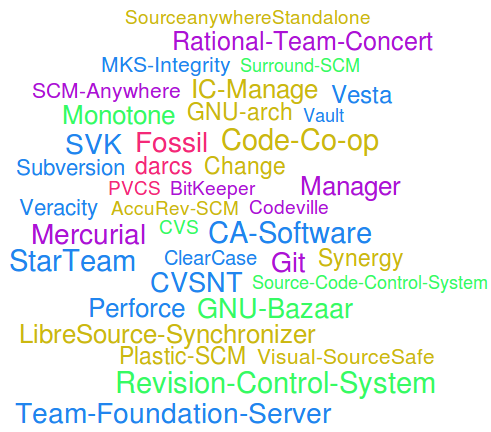 SourceanywhereStandalone
Rational-Team-Concert
MKS-Integrity Surround-SCM
SCM-Anywhere IC-Manage Vesta
Monotone GNU-arch Vault
SVK Fossil Code-Co-op
Subversion darcs Change
PVCS BitKeeper Manager
Veracity AccuRev-SCM Codeville
Mercurial CVS CA-Software
StarTeam ClearCase Git Synergy
CVSNT Source-Code-Control-System
Perforce GNU-Bazaar
LibreSource-Synchronizer
Plastic-SCM Visual-SourceSafe
Revision-Control-System
Team-Foundation-Server